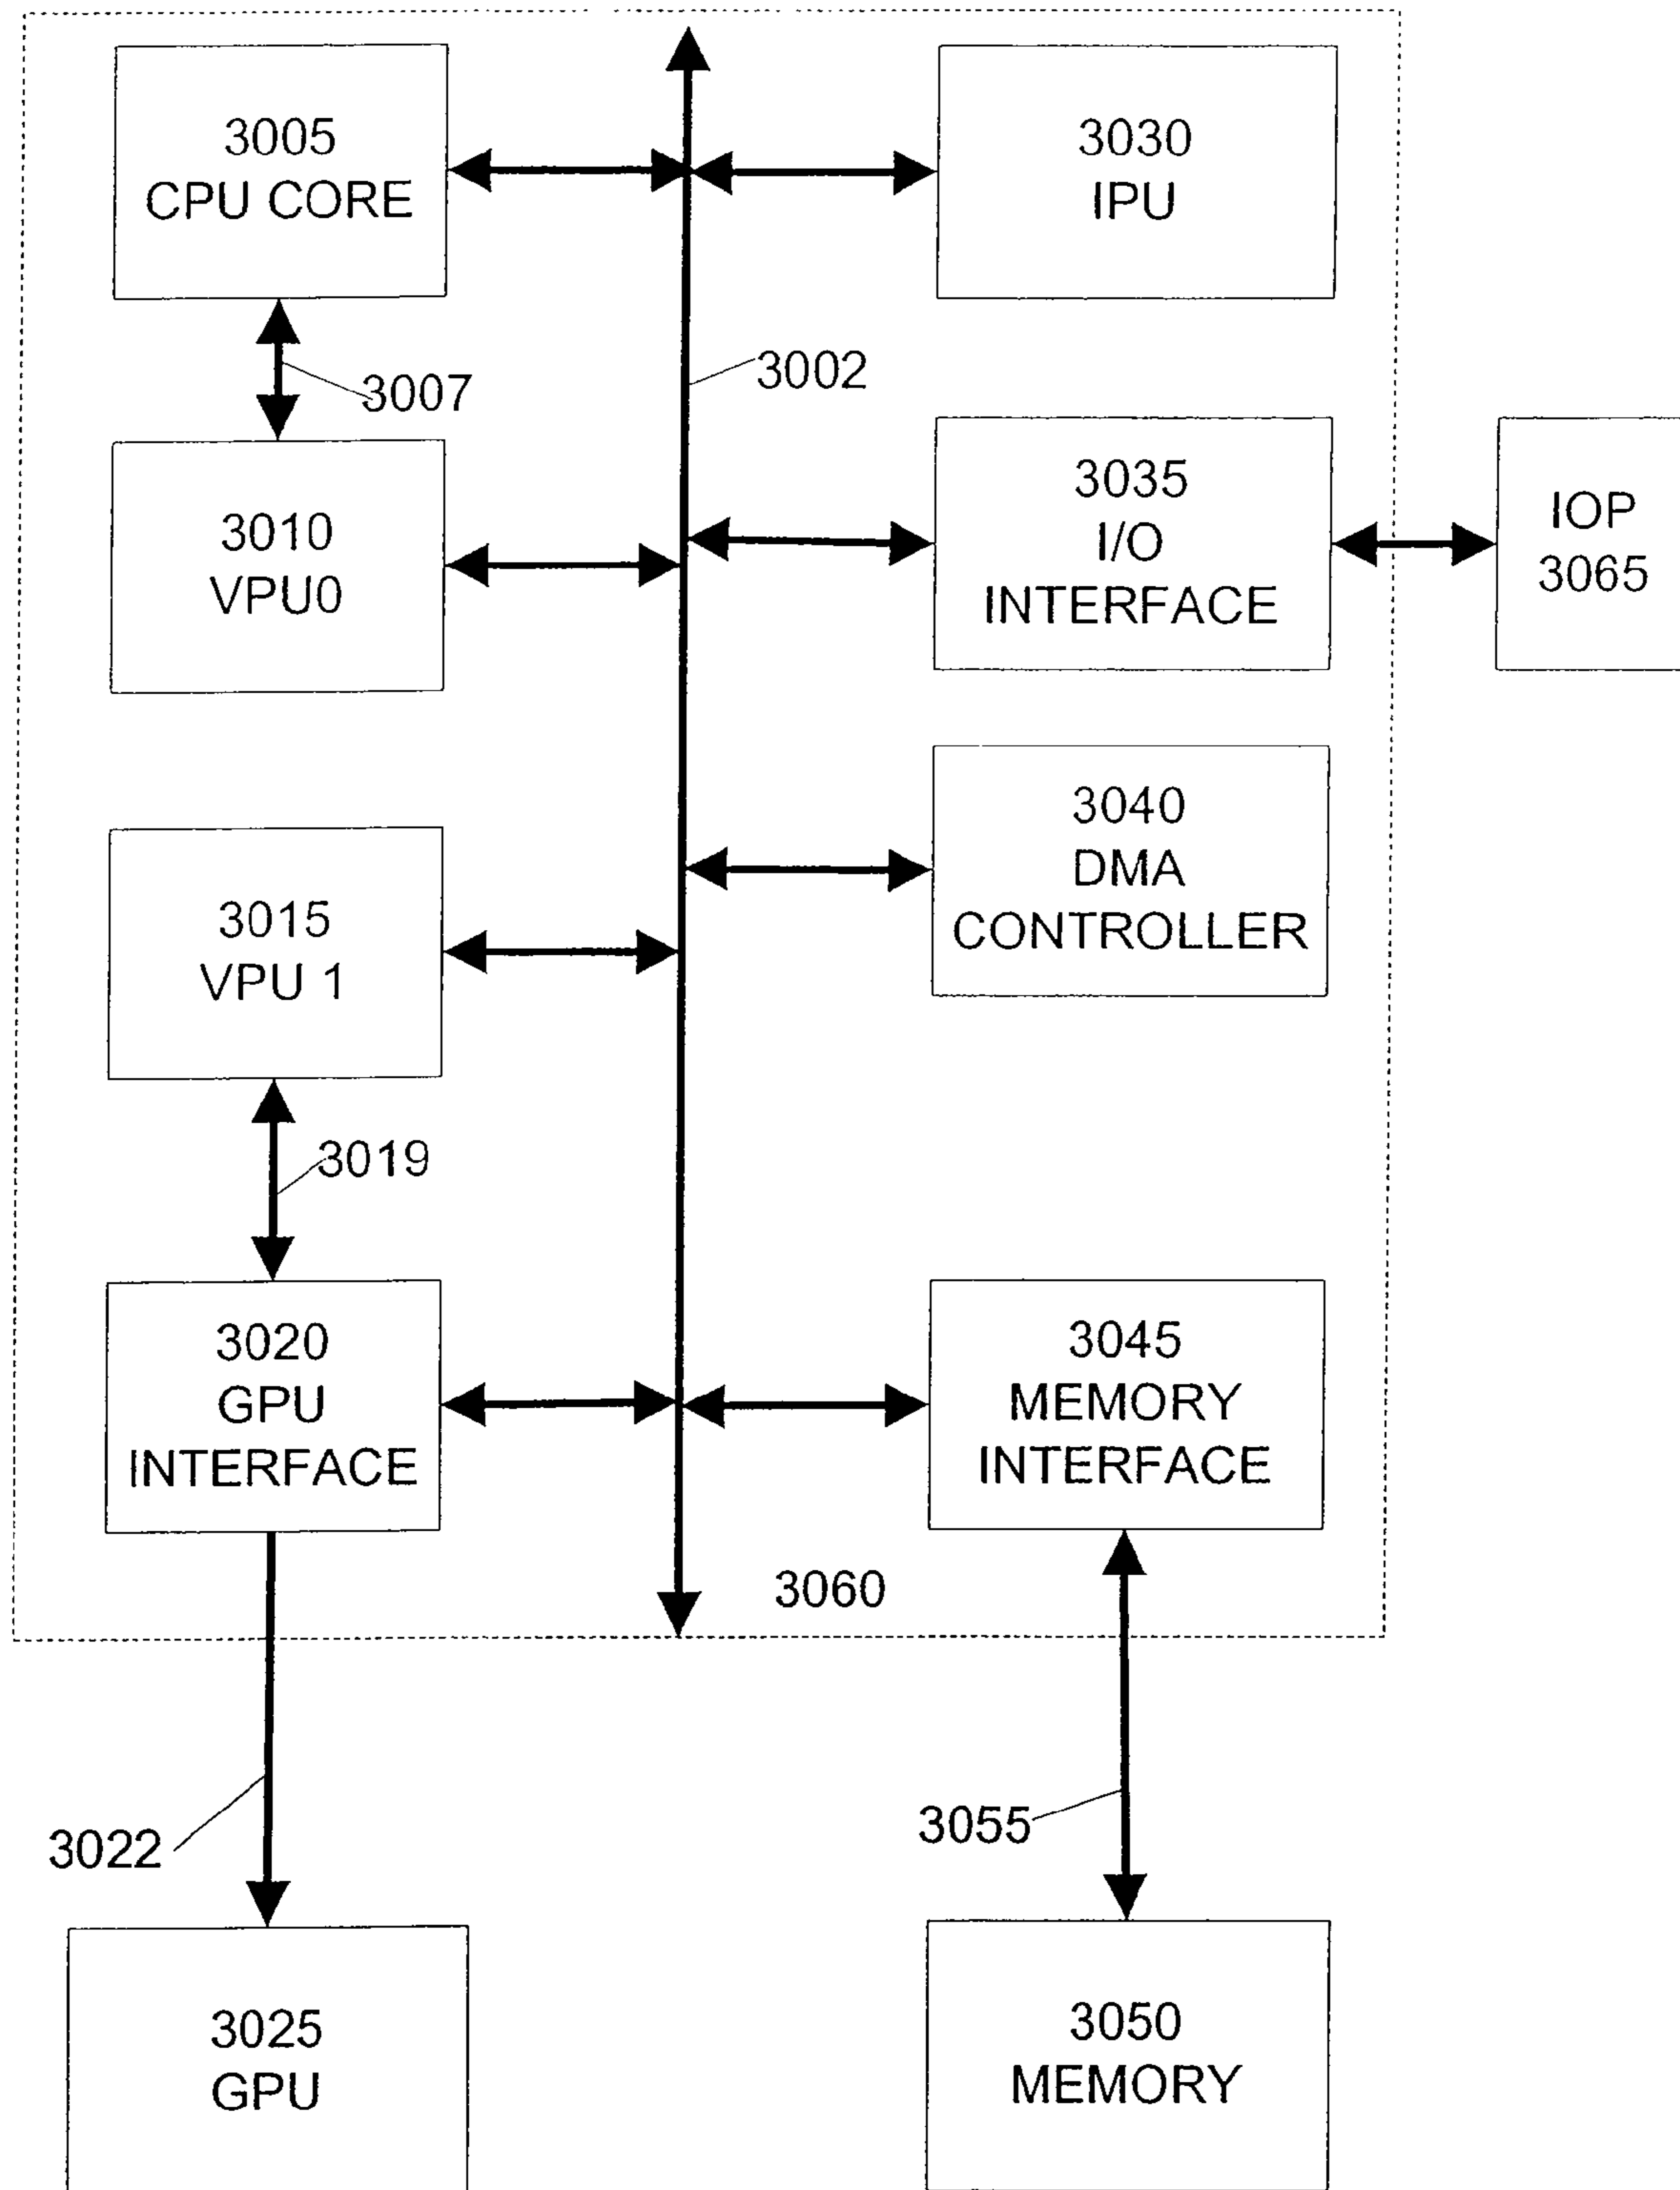 3005
CPU CORE
3030
IPU
3007
3002
3010
VPU0
3035
I/O
INTERFACE
IOP
3065
3015
VPU 1
3040
DMA
CONTROLLER
3019
3020
GPU
INTERFACE
3045
MEMORY
INTERFACE
3060
3022
3055
3025
GPU
3050
MEMORY